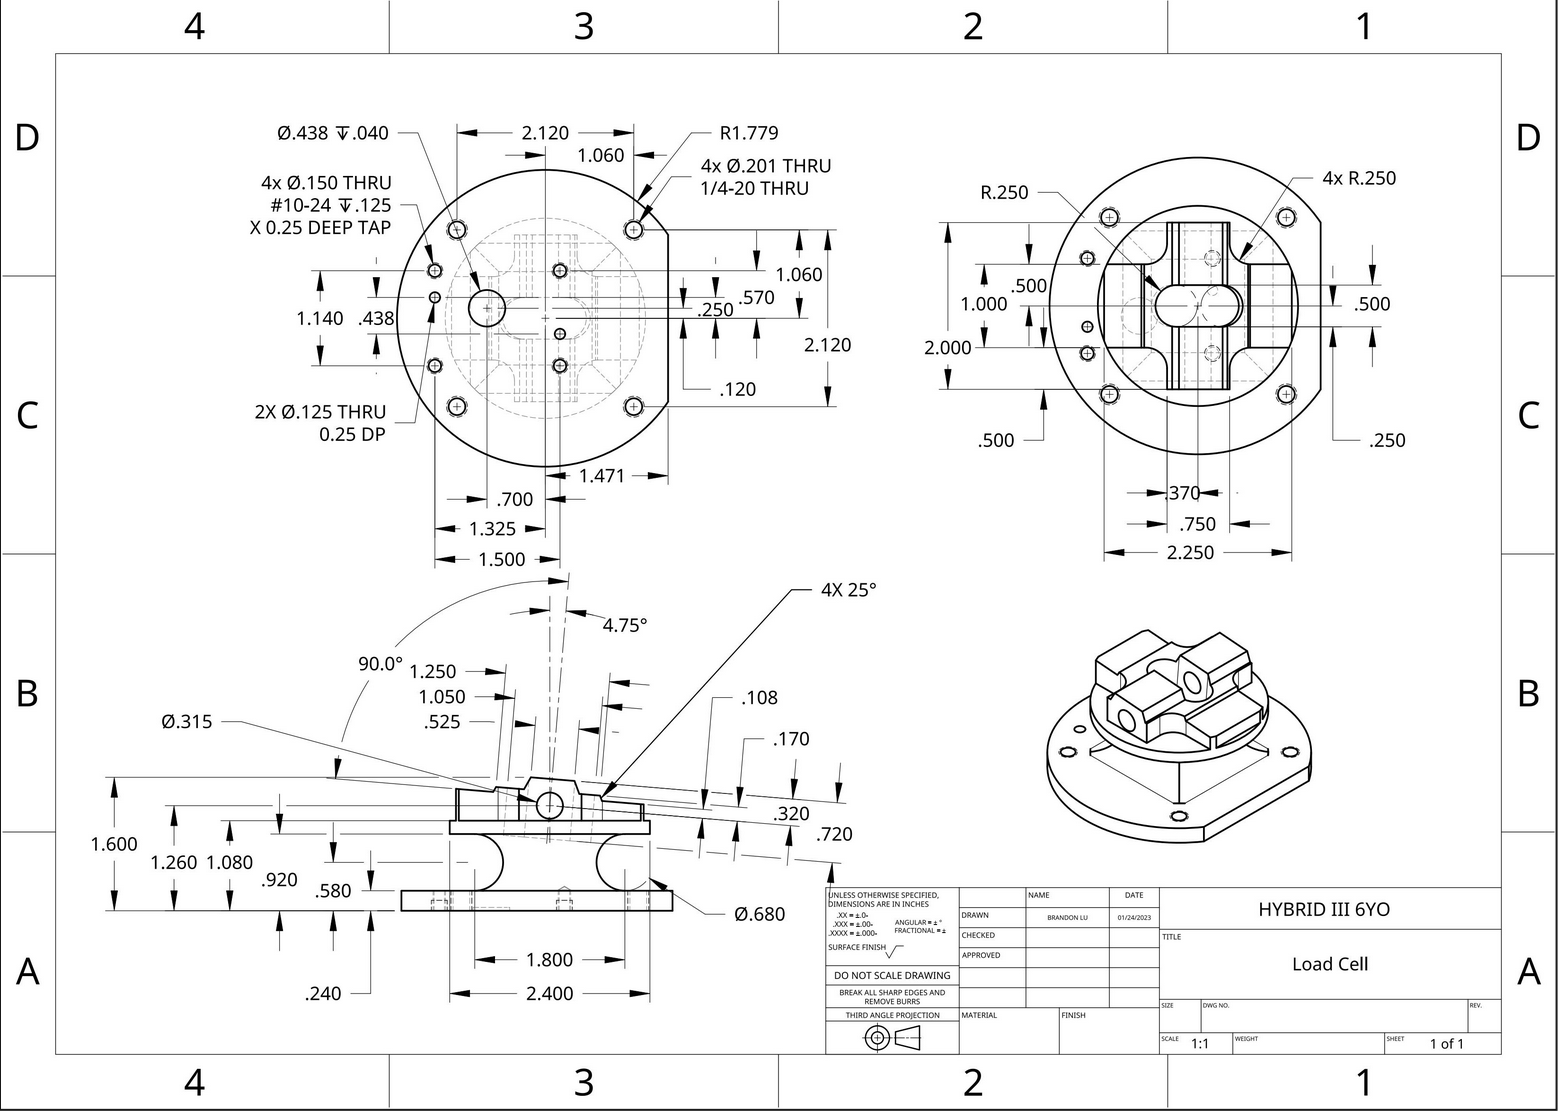 4 3 2 1
D D
C C
B B
A A
4 3 2 1
Ø.438 ↧.040
2.120
R1.779
1.060
4x Ø.201 THRU
1/4-20 THRU
4x Ø.150 THRU
#10-24 ↧.125
X 0.25 DEEP TAP
1.140
.438
1.060
.570
.250
2.120
.120
2X Ø.125 THRU
0.25 DP
1.471
.700
1.325
1.500
R.250
4x R.250
.500
1.000
2.000
.500
.500
.250
.370
.750
2.250
4X 25°
4.75°
90.0°
1.250
1.050
.525
Ø.315
.108
.170
.320
.720
1.600
1.260
1.080
.920
.580
Ø.680
1.800
.240
2.400
UNLESS OTHERWISE SPECIFIED,
DIMENSIONS ARE IN INCHES
.XX = ±.0-
.XXX = ±.00-
.XXXX = ±.000-
ANGULAR = ± °
FRACTIONAL = ±
SURFACE FINISH
DO NOT SCALE DRAWING
BREAK ALL SHARP EDGES AND
REMOVE BURRS
THIRD ANGLE PROJECTION
NAME DATE
DRAWN BRANDON LU 01/24/2023
CHECKED
APPROVED
MATERIAL FINISH
HYBRID III 6YO
TITLE
Load Cell
SIZE DWG NO. REV.
SCALE 1:1 WEIGHT SHEET 1 of 1